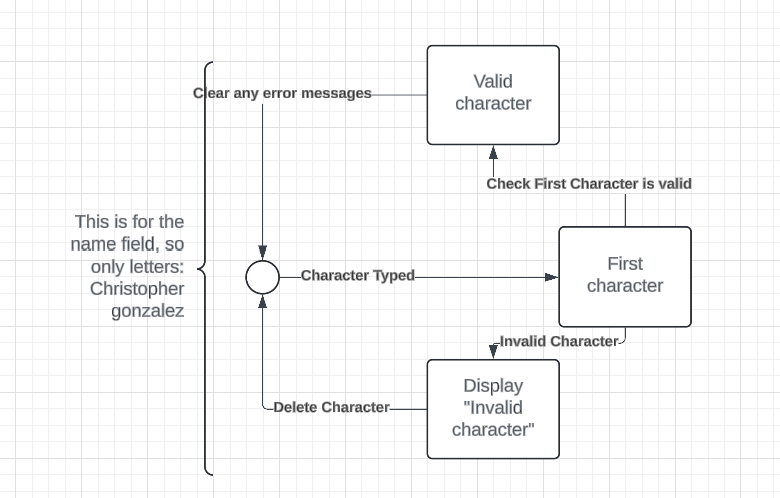 Valid
character
Clear any error messages
Check First Character is valid
This is for the
name field, so
only letters:
Christopher
gonzalez
Character Typed
First
character
Invalid Character
Display
"Invalid
character"
Delete Character